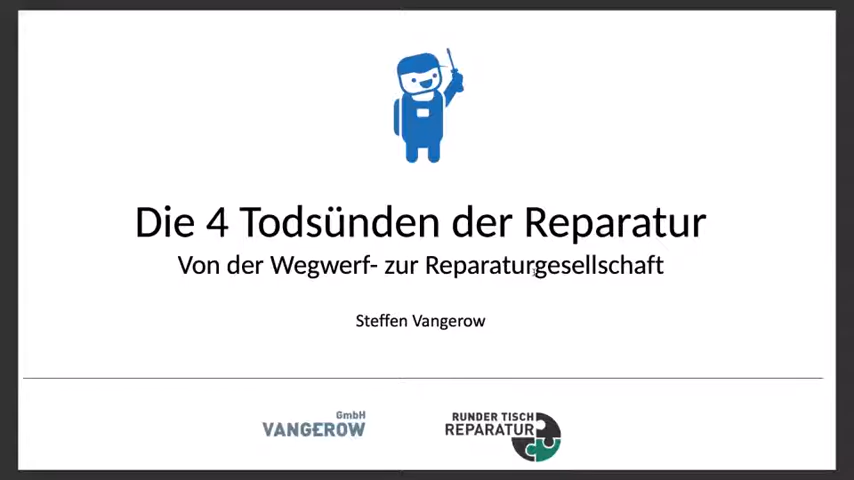 Die 4 Todsünden der Reparatur
Von der Wegwerf- zur Reparaturgesellschaft
Steffen Vangerow
GmbH
VANGEROW
RUNDER TISCH
REPARATUR